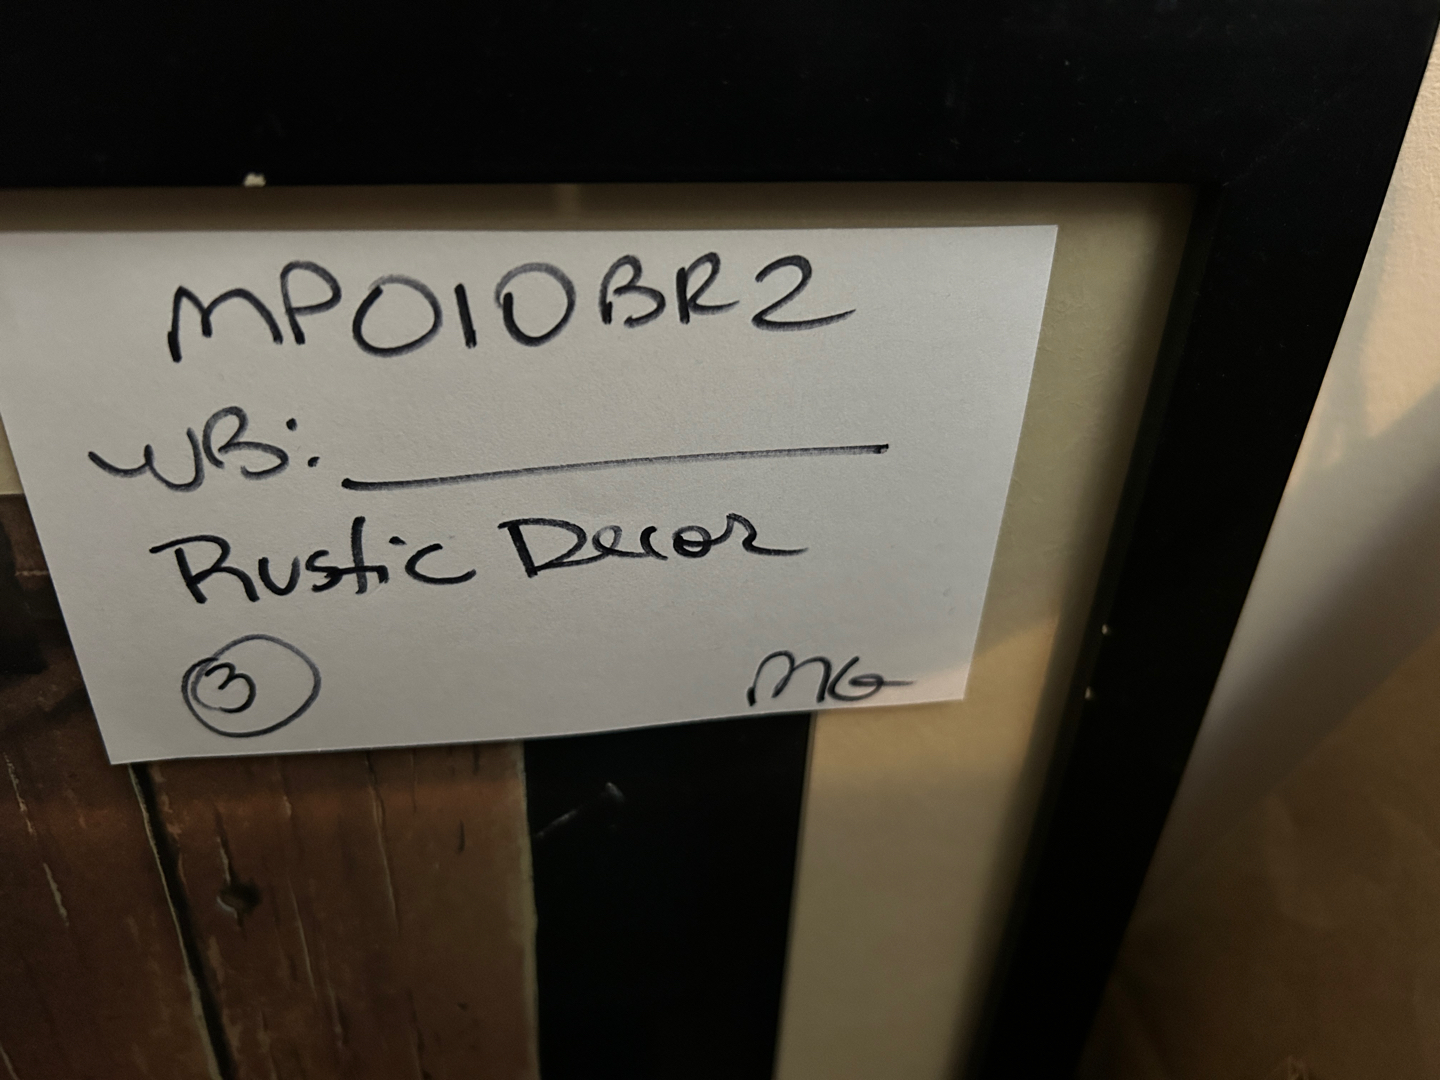 MP010BR2
WB: ________
Rustic Decor
3 MG